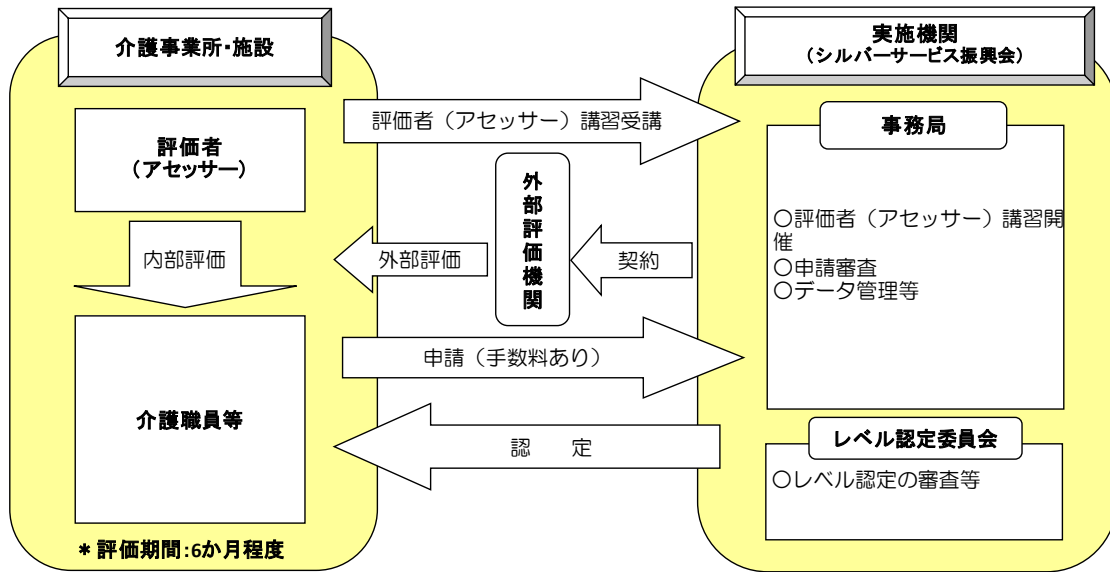 介護事業所・施設
評価者
（アセッサー）
内部評価
介護職員等
＊評価期間:6か月程度
評価者（アセッサー）講習受講
外部評価機関
外部評価
契約
申請（手数料あり）
認　定
実施機関
（シルバーサービス振興会）
事務局
〇評価者（アセッサー）講習開
催
〇申請審査
〇データ管理等
レベル認定委員会
〇レベル認定の審査等